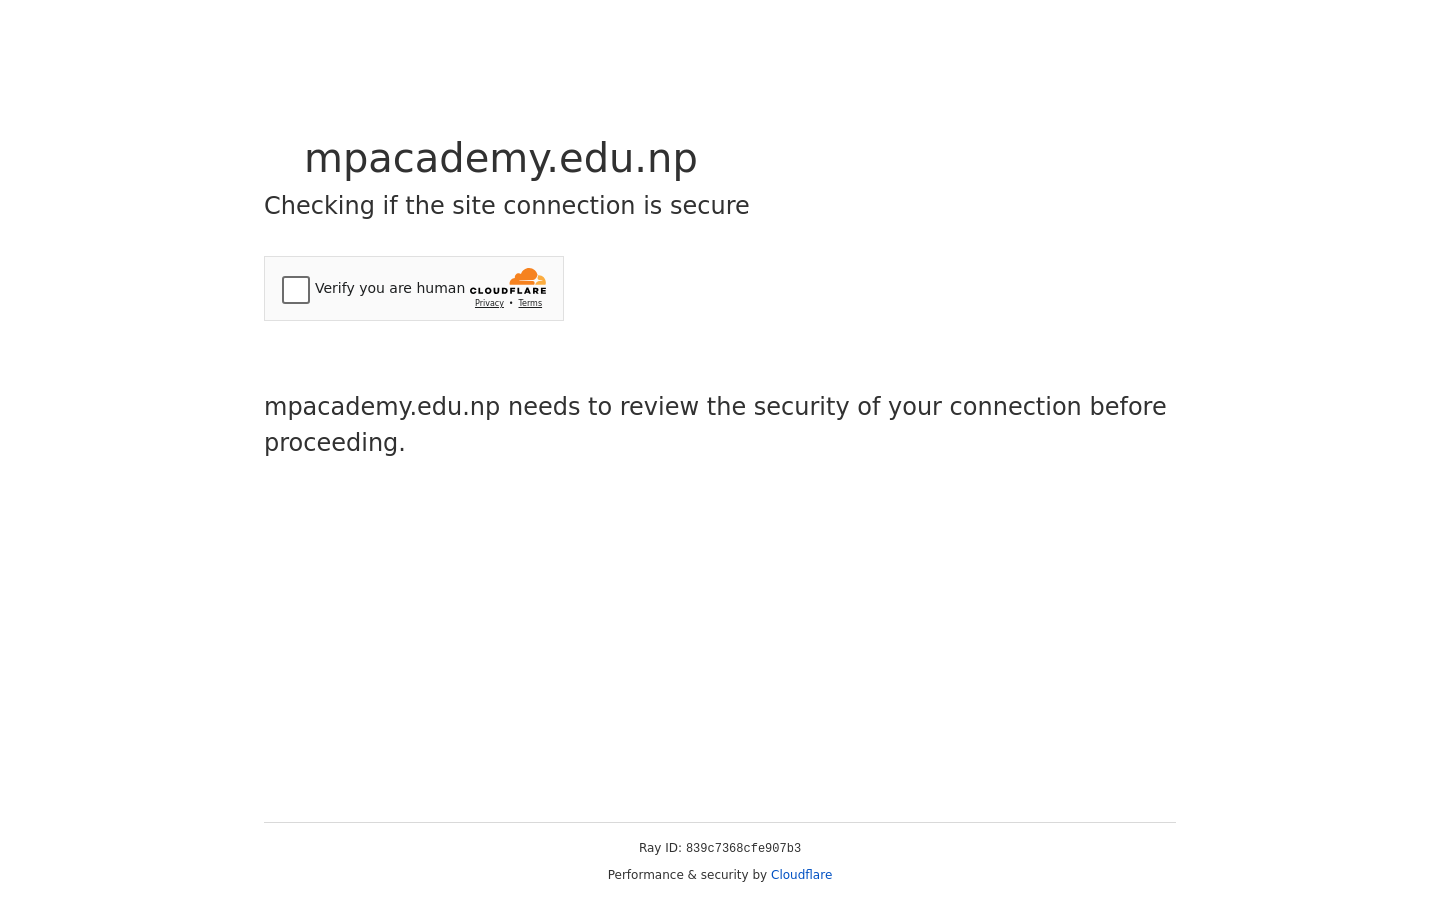 mpacademy.edu.np
Checking if the site connection is secure
Verify you are human
CLOUDFLARE
Privacy • Terms
mpacademy.edu.np needs to review the security of your connection before
proceeding.
Ray ID: 839c7368cfe907b3
Performance & security by Cloudflare